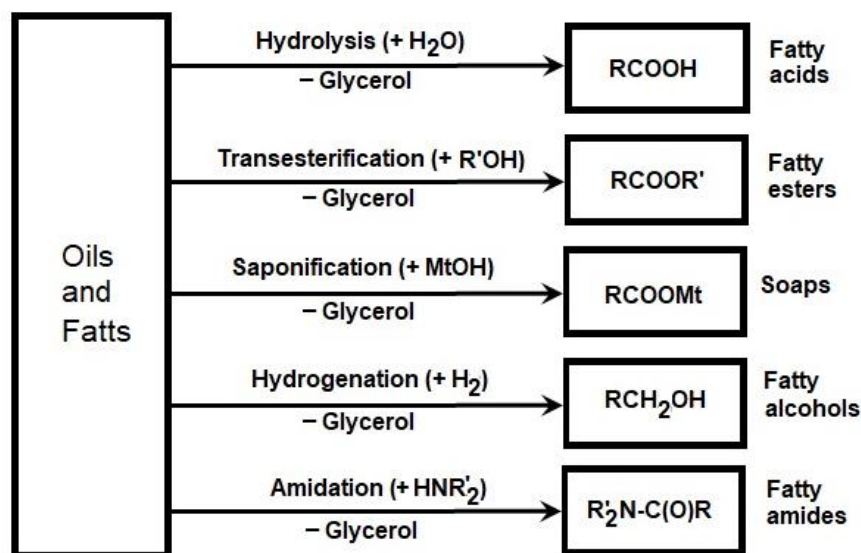 Oils
and
Fatts
Hydrolysis (+ H₂O)
– Glycerol
RCOOH
Fatty
acids
Transesterification (+ R'OH)
– Glycerol
RCOOR'
Fatty
esters
Saponification (+ MtOH)
– Glycerol
RCOOMt
Soaps
Hydrogenation (+ H₂)
– Glycerol
RCH₂OH
Fatty
alcohols
Amidation (+ HNR'₂)
– Glycerol
R'₂N-C(O)R
Fatty
amides